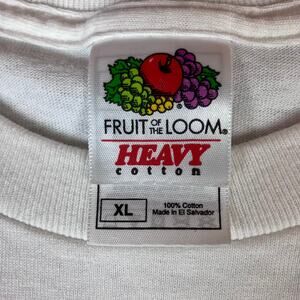 FRUIT OF THE LOOM®
HEAVY
cotton
XL
100% Cotton
Made in El Salvador